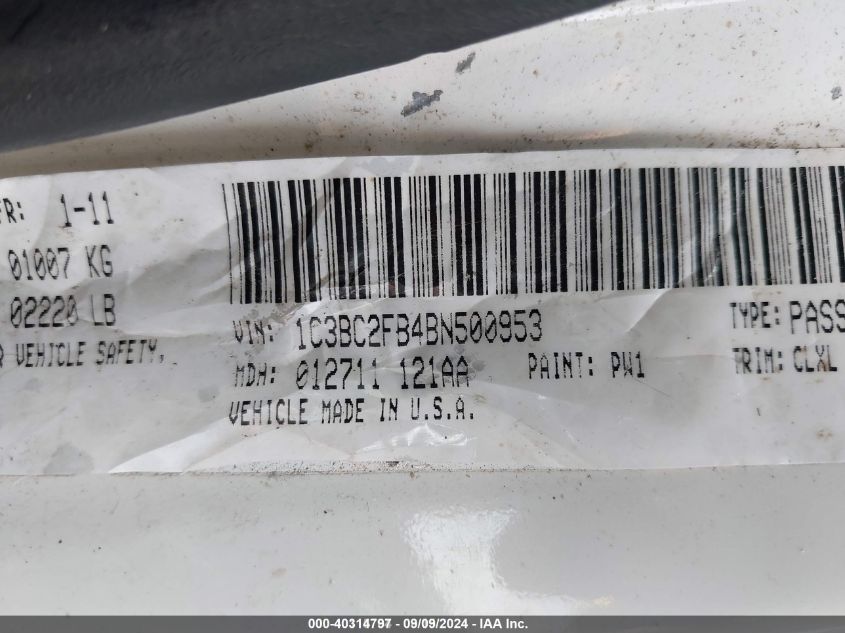 FR: 1-11
01007 KG
02220 LB
VEHICLE SAFETY.
VIN: 1C3BC2FB4BN500953
TYPE: PASS
MDH: 012711 121AA
PAINT: PW1
TRIM: CLXL
VEHICLE MADE IN U.S.A.
000-40314797 - 09/09/2024 - IAA Inc.